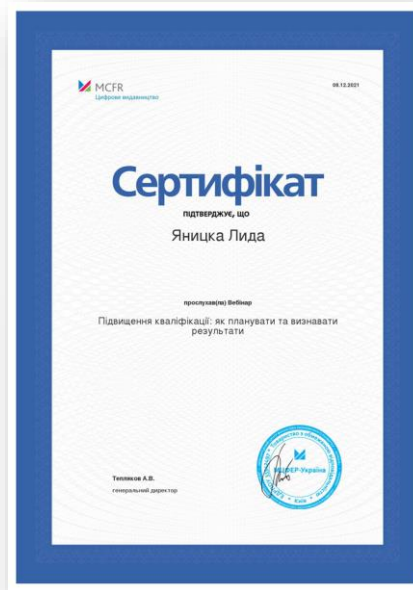 MCFR
Цифрове видавництво
08.12.2021
Сертифікат
ПІДТВЕРДЖУЄ, ЩО
Яницка Лида
прослухав(ла) Вебінар
Підвищення кваліфікації: як планувати та визнавати
результати
Тепляков А.В.
генеральний директор
МЦФЕР-Україна
Київ